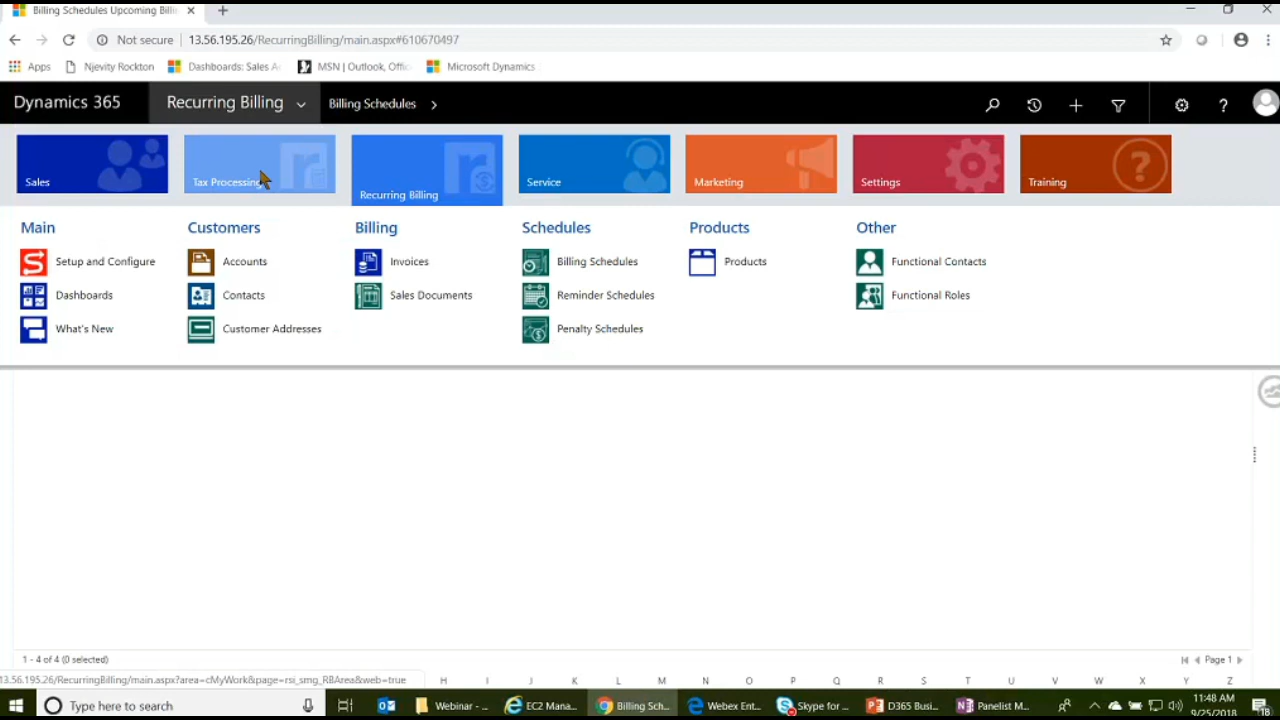 Billing Schedules Upcoming Billi
Not secure | 13.56.195.26/RecurringBilling/main.aspx#610670497
Apps Njevity Rockton Dashboards: Sales A MSN | Outlook, Offic Microsoft Dynamics
Dynamics 365 Recurring Billing Billing Schedules
Sales Tax Processing Recurring Billing Service Marketing Settings Training
Main Customers Billing Schedules Products Other
Setup and Configure Accounts Invoices Billing Schedules Products Functional Contacts
Dashboards Contacts Sales Documents Reminder Schedules Functional Roles
What's New Customer Addresses Penalty Schedules
1 - 4 of 4 (0 selected) Page 1
13.56.195.26/RecurringBilling/main.aspx?area=cMyWork&page=rsi_smg_RBArea&web=true H I J K L M N O P Q R S T U V W X Y Z
Type here to search Webinar - ... EC2 Mana... Billing Sch... Webex Ent... Skype for ... D365 Busi... Panelist M... 11:48 AM
9/25/2018 18